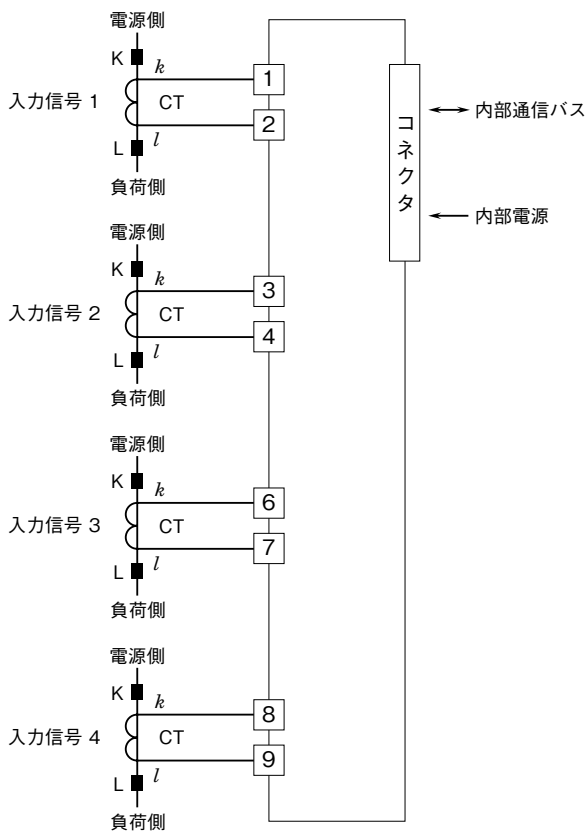 電源側
K
k
1
入力信号 1
CT
2
L
l
負荷側
コネクタ
内部通信バス
内部電源
電源側
K
k
3
入力信号 2
CT
4
L
l
負荷側
電源側
K
k
6
入力信号 3
CT
7
L
l
負荷側
電源側
K
k
8
入力信号 4
CT
9
L
l
負荷側